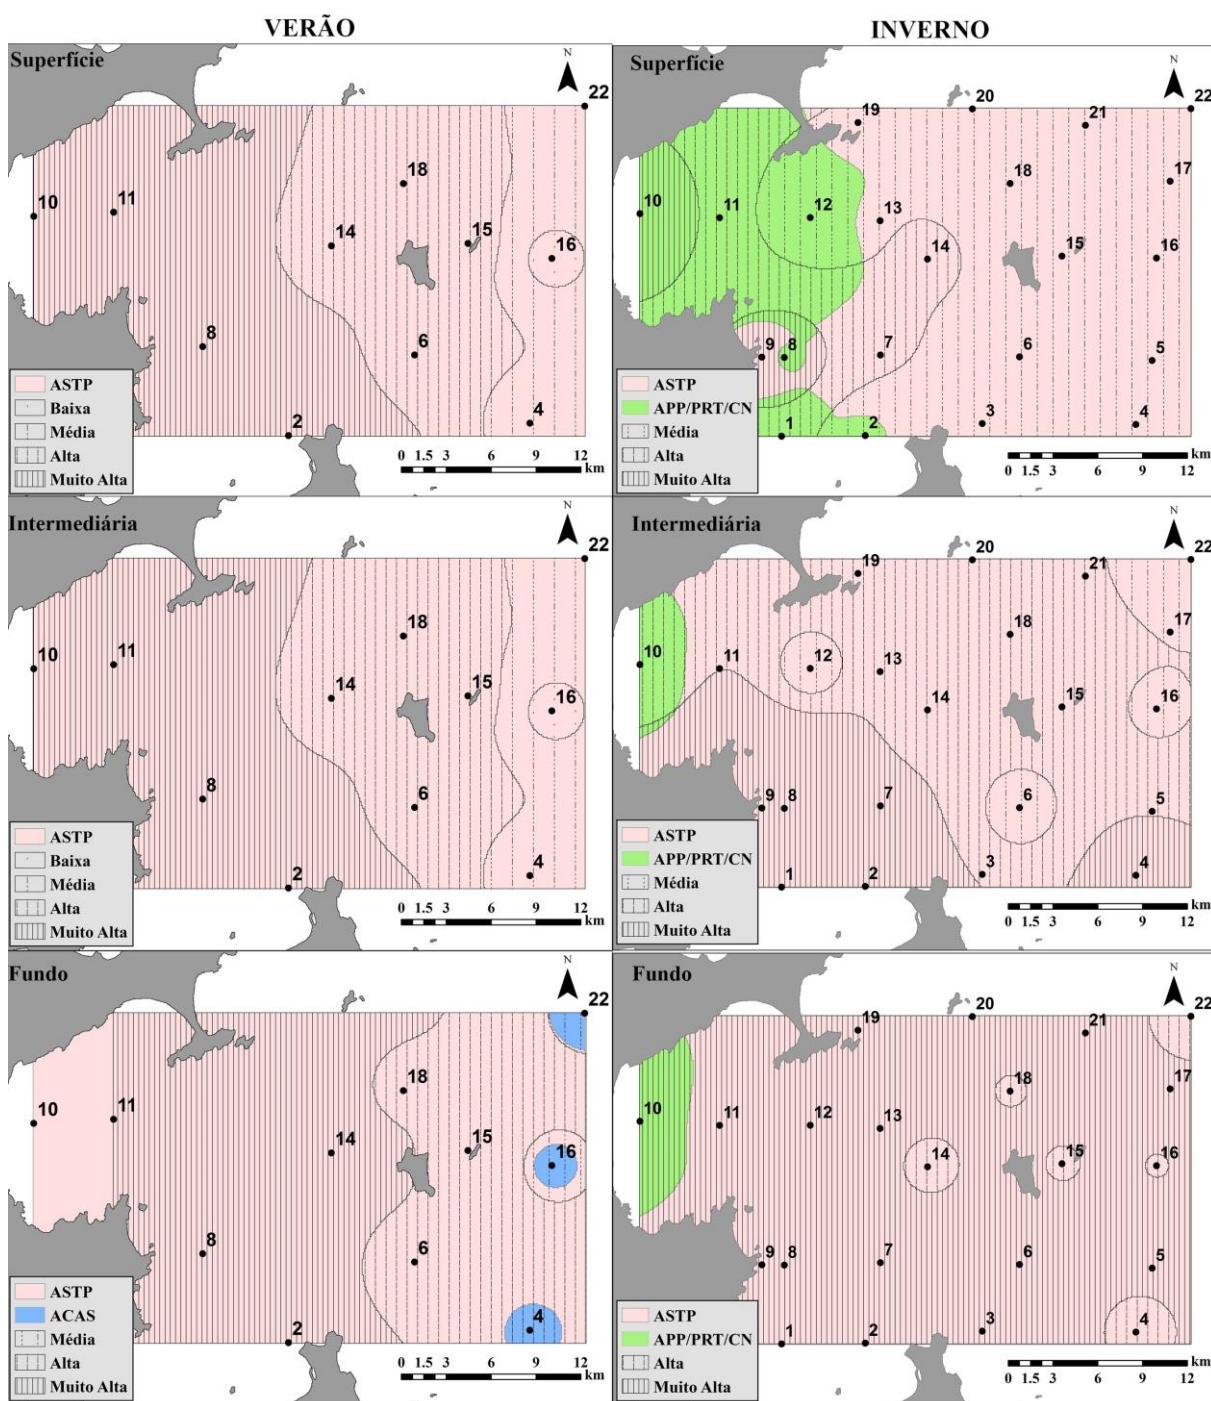 VERÃO
INVERNO
Superfície
N
22
18
10
11
14
15
16
8
6
4
2
ASTP
Baixa
Média
Alta
Muito Alta
0 1.5 3 6 9 12
km
Superfície
N
19
20
21
22
10
11
12
13
18
17
14
15
16
9
8
7
6
5
1
2
3
4
ASTP
APP/PRT/CN
Média
Alta
Muito Alta
0 1.5 3 6 9 12
km
Intermediária
N
22
18
10
11
14
15
16
8
6
4
2
ASTP
Baixa
Média
Alta
Muito Alta
0 1.5 3 6 9 12
km
Intermediária
N
19
20
21
22
10
11
12
13
18
17
14
15
16
9
8
7
6
5
1
2
3
4
ASTP
APP/PRT/CN
Média
Alta
Muito Alta
0 1.5 3 6 9 12
km
Fundo
N
22
18
10
11
14
15
16
8
6
4
2
ASTP
ACAS
Média
Alta
Muito Alta
0 1.5 3 6 9 12
km
Fundo
N
19
20
21
22
10
11
12
13
18
17
14
15
16
9
8
7
6
5
1
2
3
4
ASTP
APP/PRT/CN
Alta
Muito Alta
0 1.5 3 6 9 12
km